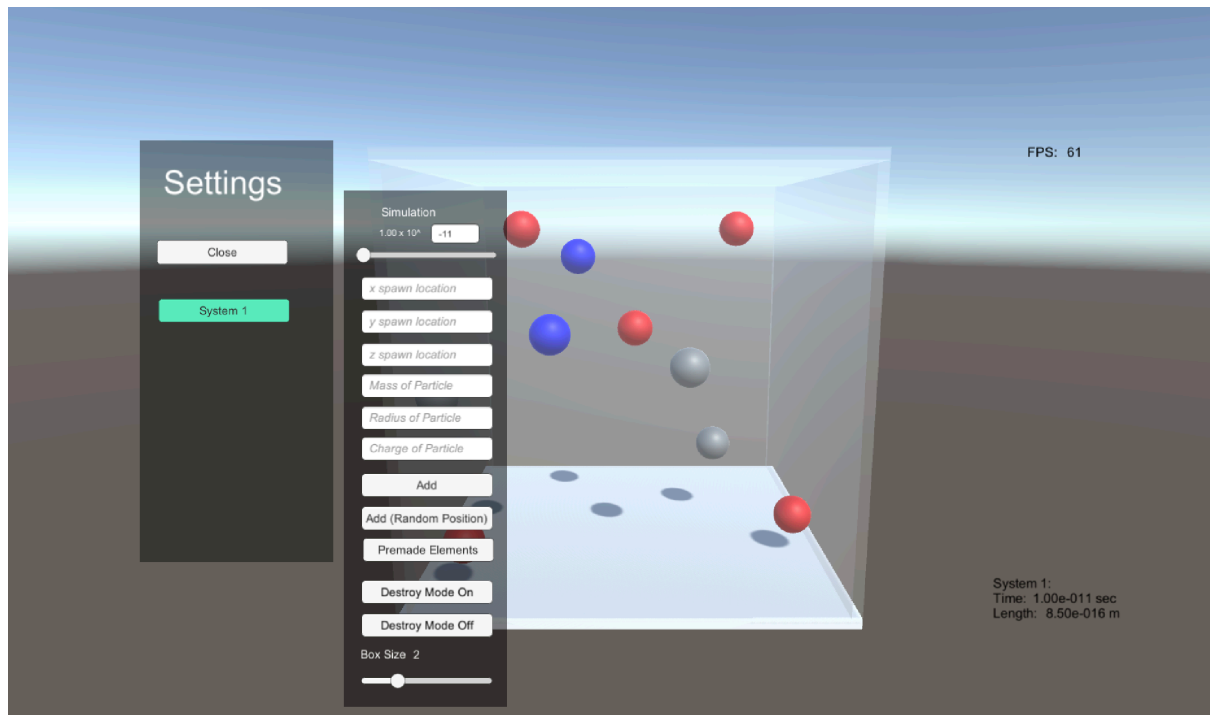 Settings
Close
System 1
Simulation
1.00 x 10^ -11
x spawn location
y spawn location
z spawn location
Mass of Particle
Radius of Particle
Charge of Particle
Add
Add (Random Position)
Premade Elements
Destroy Mode On
Destroy Mode Off
Box Size 2
FPS: 61
System 1:
Time: 1.00e-011 sec
Length: 8.50e-016 m